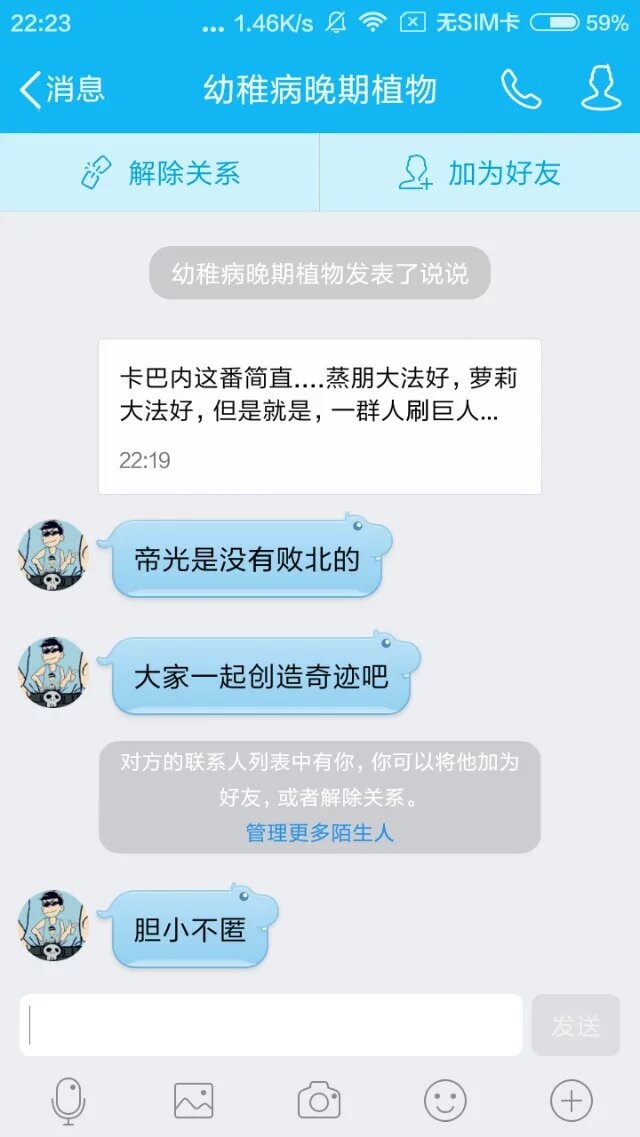 22:23
... 1.46K/s 无SIM卡 59%
消息
幼稚病晚期植物
解除关系
加为好友
幼稚病晚期植物发表了说说
卡巴内这番简直....蒸朋大法好，萝莉
大法好，但是就是，一群人刷巨人...
22:19
帝光是没有败北的
大家一起创造奇迹吧
对方的联系人列表中有你，你可以将他加为
好友，或者解除关系。
管理更多陌生人
胆小不匿
发送